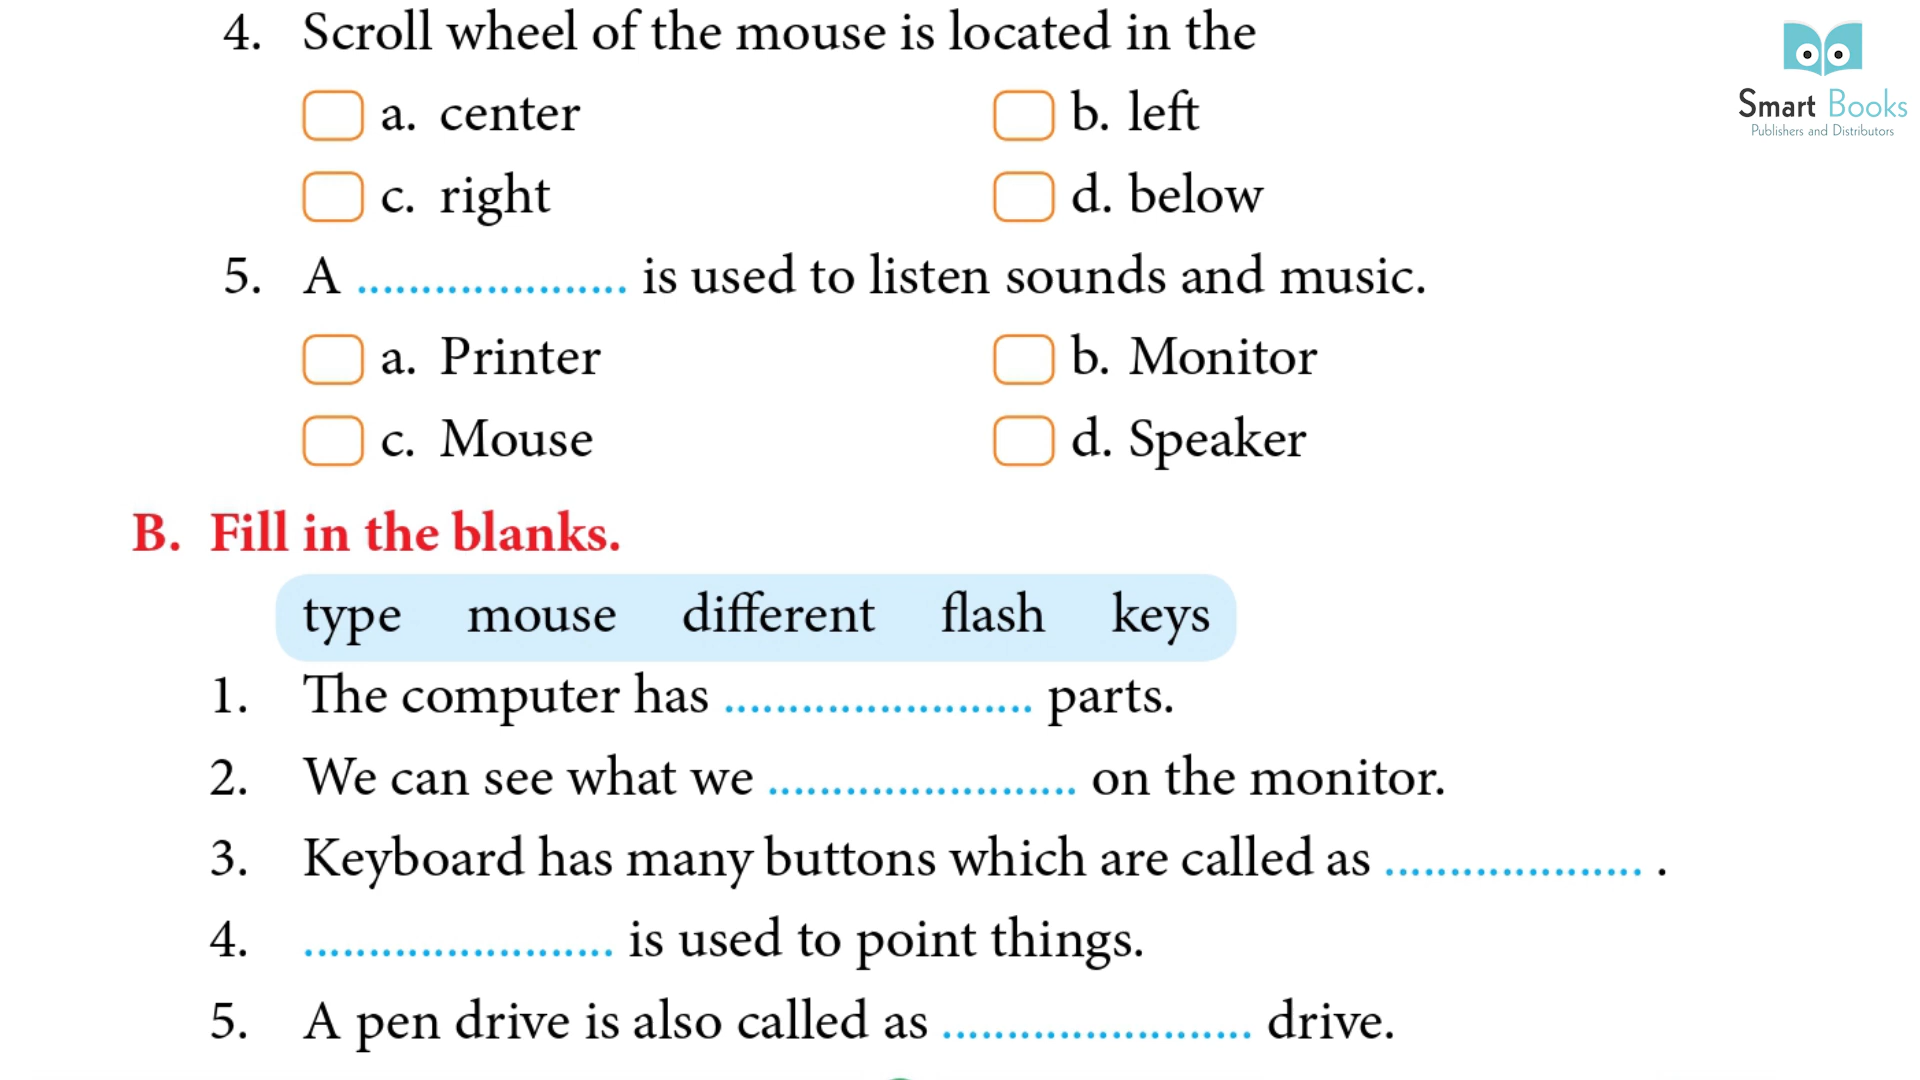 4. Scroll wheel of the mouse is located in the
a. center b. left
c. right d. below
5. A ..................... is used to listen sounds and music.
a. Printer b. Monitor
c. Mouse d. Speaker
B. Fill in the blanks.
type mouse different flash keys
1. The computer has ........................ parts.
2. We can see what we ........................ on the monitor.
3. Keyboard has many buttons which are called as .................... .
4. ........................ is used to point things.
5. A pen drive is also called as ........................ drive.
Smart Books
Publishers and Distributors